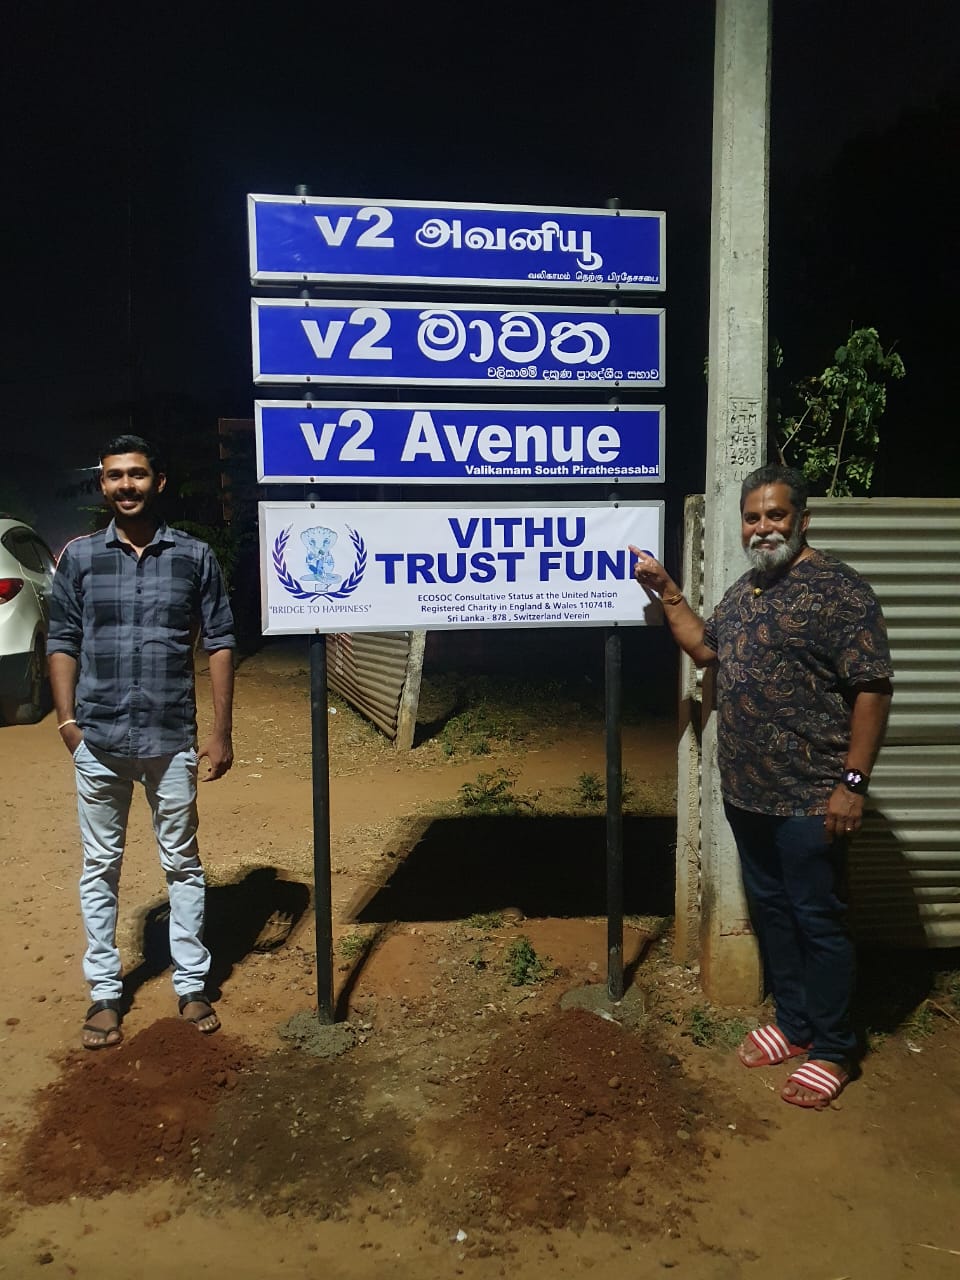 v2 அவனியூ
வலிகாமம் தெற்கு பிரதேசசபை
v2 මාවත
වලිකාමම් දකුණ ප්‍රාදේශීය සභාව
v2 Avenue
Valikamam South Pirathesasabai
VITHU
TRUST FUND
ECOSOC Consultative Status at the United Nation
Registered Charity in England & Wales 1107418,
Sri Lanka - 878 , Switzerland Verein
"BRIDGE TO HAPPINESS"
SLT
2019